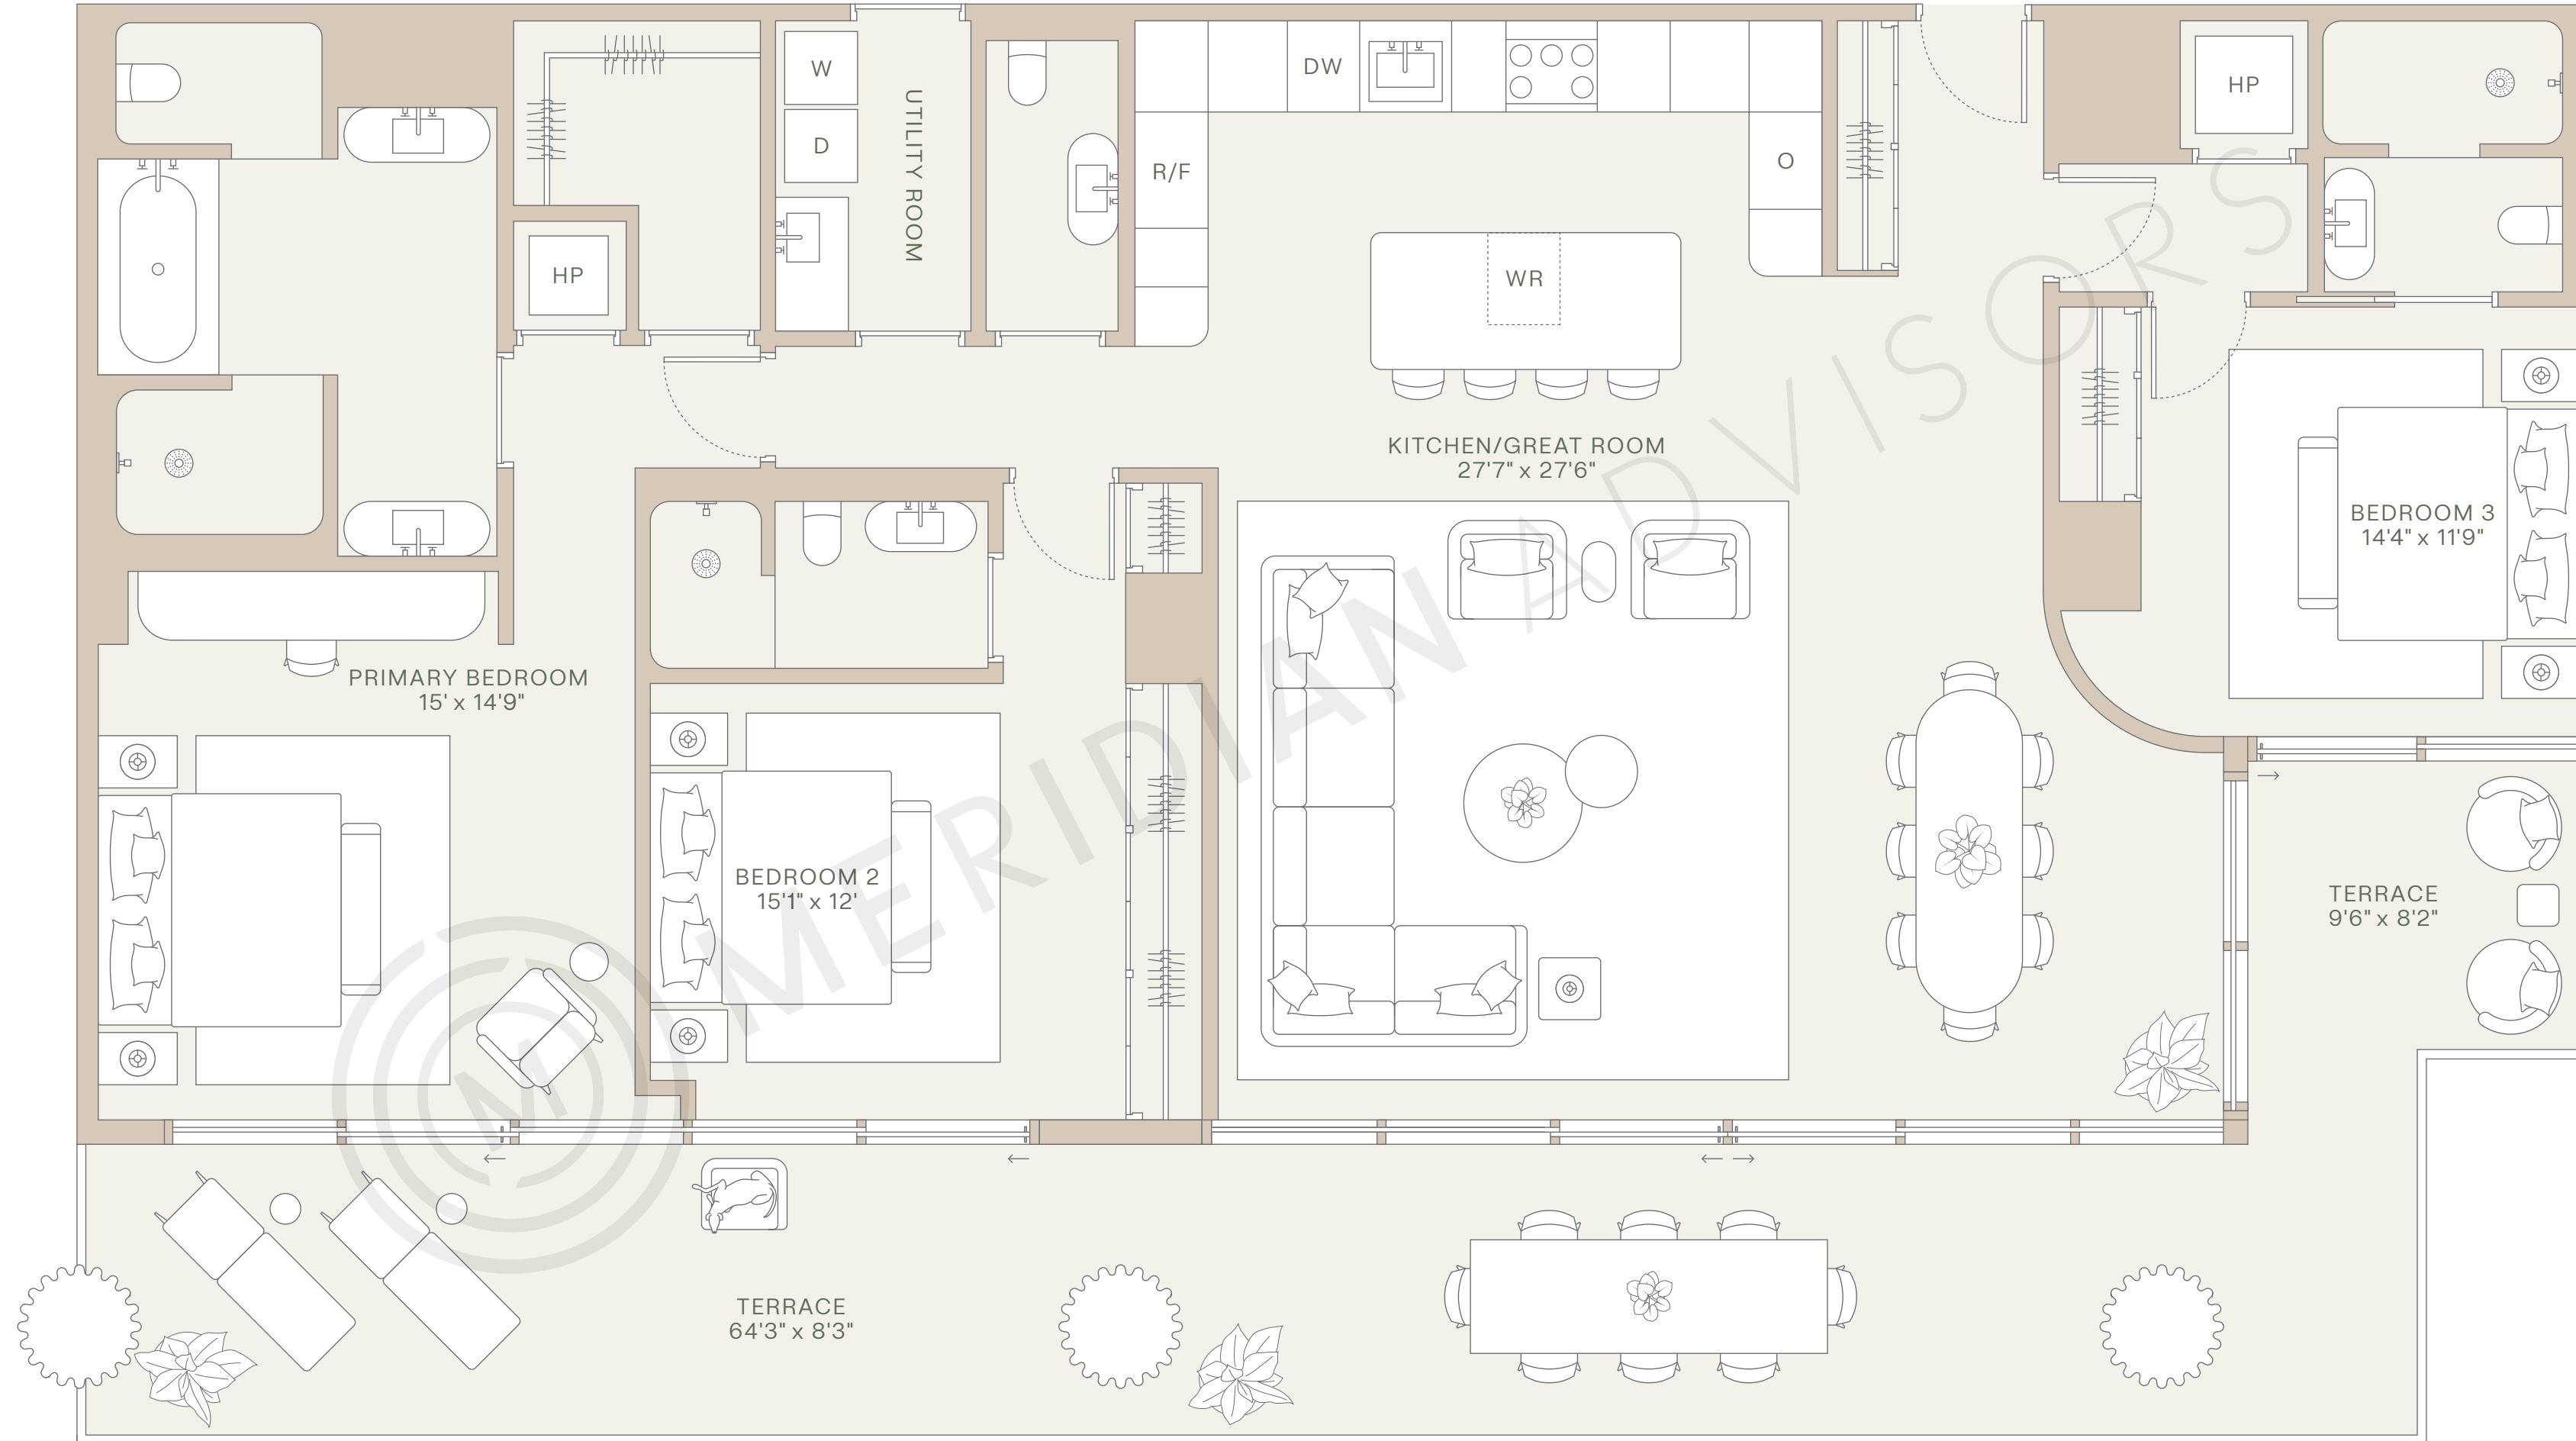 W
D
UTILITY ROOM
HP
DW
R/F
O
WR
HP
KITCHEN/GREAT ROOM
27'7" x 27'6"
BEDROOM 3
14'4" x 11'9"
PRIMARY BEDROOM
15' x 14'9"
BEDROOM 2
15'1" x 12'
TERRACE
9'6" x 8'2"
TERRACE
64'3" x 8'3"
M
MERIDIAN ADVISORS